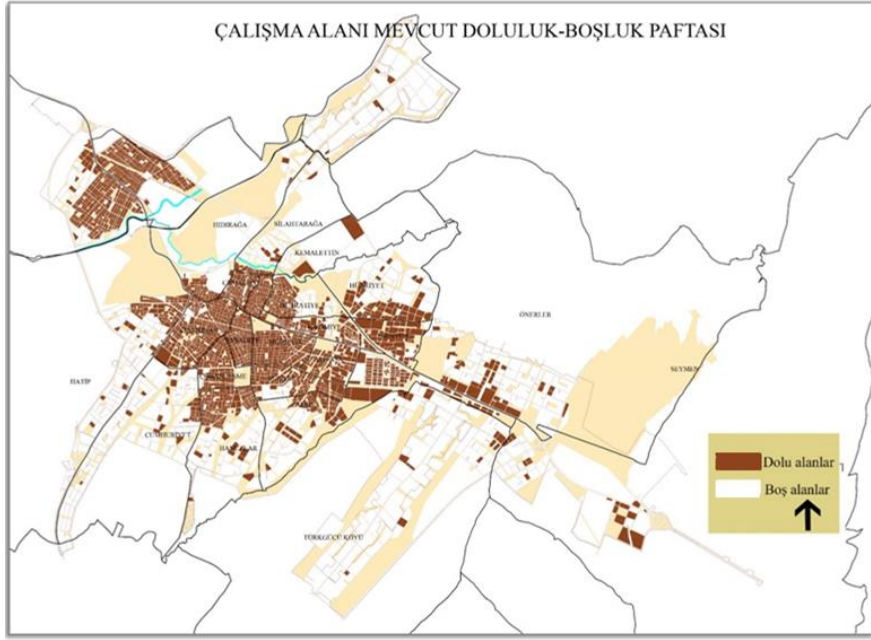 ÇALIŞMA ALANI MEVCUT DOLULUK-BOŞLUK PAFTASI
HIDIRAĞA
SİLAHTARAĞA
KEMALETTİN
HÜRRİYET
ÖNERLER
SEYMEN
HATİP
CUMHURİYET
TÜRKGÜCÜ KÖYÜ
Dolu alanlar
Boş alanlar